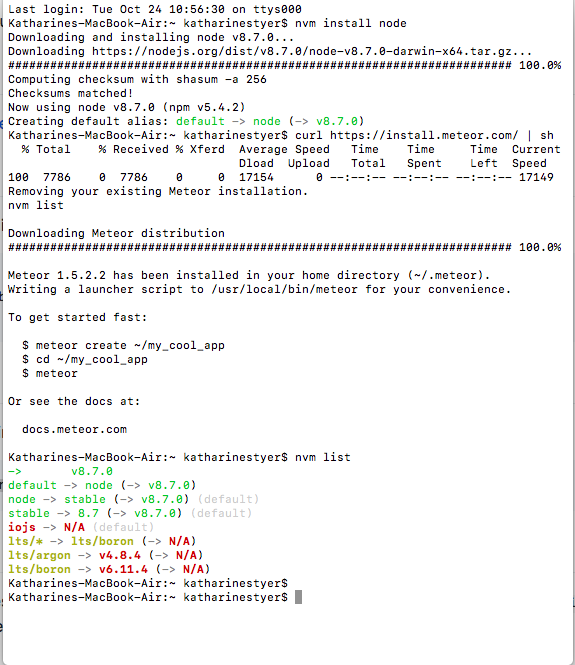 Last login: Tue Oct 24 10:56:30 on ttys000
Katharines-MacBook-Air:~ katharinestyer$ nvm install node
Downloading and installing node v8.7.0...
Downloading https://nodejs.org/dist/v8.7.0/node-v8.7.0-darwin-x64.tar.gz...
######################################################################## 100.0%
Computing checksum with shasum -a 256
Checksums matched!
Now using node v8.7.0 (npm v5.4.2)
Creating default alias: default -> node (-> v8.7.0)
Katharines-MacBook-Air:~ katharinestyer$ curl https://install.meteor.com/ | sh
  % Total    % Received % Xferd  Average Speed   Time    Time     Time  Current
                                 Dload  Upload   Total   Spent    Left  Speed
100  7786    0  7786    0     0  17154      0 --:--:-- --:--:-- --:--:-- 17149
Removing your existing Meteor installation.
nvm list
Downloading Meteor distribution
######################################################################## 100.0%
Meteor 1.5.2.2 has been installed in your home directory (~/.meteor).
Writing a launcher script to /usr/local/bin/meteor for your convenience.
To get started fast:
  $ meteor create ~/my_cool_app
  $ cd ~/my_cool_app
  $ meteor
Or see the docs at:
  docs.meteor.com
Katharines-MacBook-Air:~ katharinestyer$ nvm list
->       v8.7.0
default -> node (-> v8.7.0)
node -> stable (-> v8.7.0) (default)
stable -> 8.7 (-> v8.7.0) (default)
iojs -> N/A (default)
lts/* -> lts/boron (-> N/A)
lts/argon -> v4.8.4 (-> N/A)
lts/boron -> v6.11.4 (-> N/A)
Katharines-MacBook-Air:~ katharinestyer$
Katharines-MacBook-Air:~ katharinestyer$